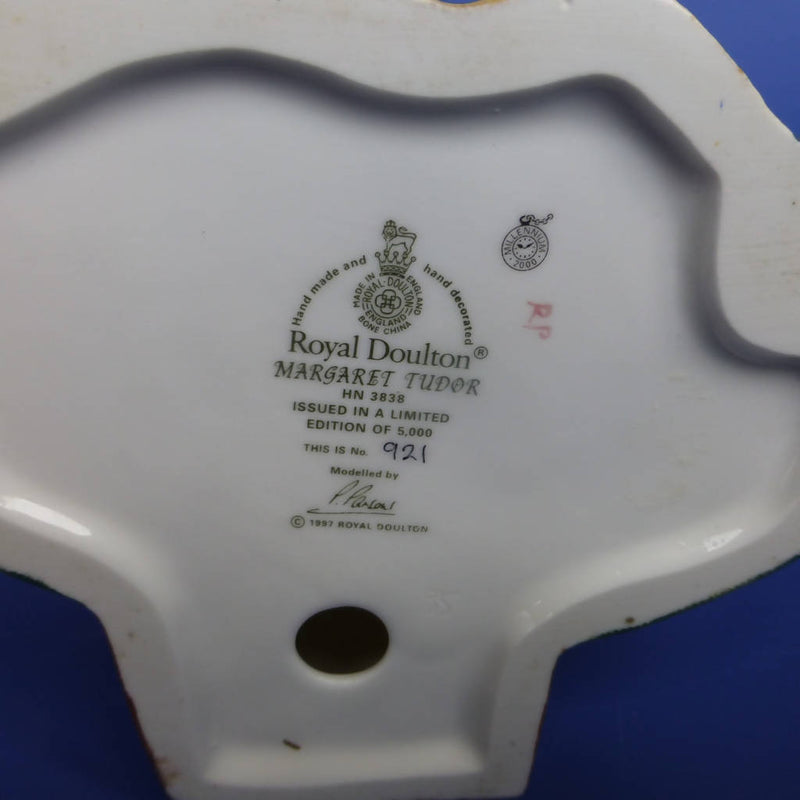 Hand made and hand decorated
MADE IN ENGLAND
ROYAL DOULTON
ENGLAND
BONE CHINA
Royal Doulton®
MARGARET TUDOR
HN 3838
ISSUED IN A LIMITED
EDITION OF 5,000
THIS IS No. 921
Modelled by
P. Parsons
© 1997 ROYAL DOULTON
MILLENNIUM
2000
RP